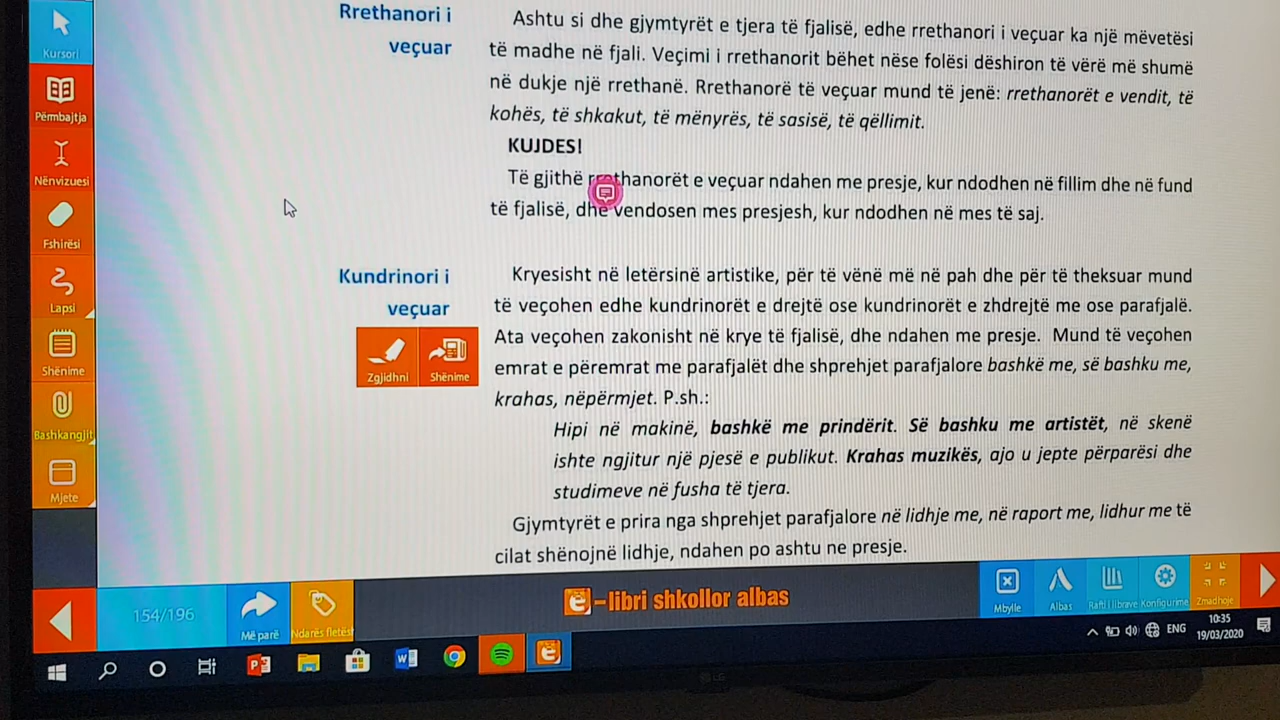 Kursori
Përmbajtja
Nënvizuesi
Fshirësi
Lapsi
Shënime
Bashkangjit
Mjete
Rrethanori i
veçuar
Ashtu si dhe gjymtyrët e tjera të fjalisë, edhe rrethanori i veçuar ka një mëvetësi
të madhe në fjali. Veçimi i rrethanorit bëhet nëse folësi dëshiron të vërë më shumë
në dukje një rrethanë. Rrethanorë të veçuar mund të jenë: rrethanorët e vendit, të
kohës, të shkakut, të mënyrës, të sasisë, të qëllimit.
KUJDES!
Të gjithë rrethanorët e veçuar ndahen me presje, kur ndodhen në fillim dhe në fund
të fjalisë, dhe vendosen mes presjesh, kur ndodhen në mes të saj.
Kundrinori i
veçuar
Zgjidhni
Shënime
Kryesisht në letërsinë artistike, për të vënë më në pah dhe për të theksuar mund
të veçohen edhe kundrinorët e drejtë ose kundrinorët e zhdrejtë me ose parafjalë.
Ata veçohen zakonisht në krye të fjalisë, dhe ndahen me presje. Mund të veçohen
emrat e përemrat me parafjalët dhe shprehjet parafjalore bashkë me, së bashku me,
krahas, nëpërmjet. P.sh.:
Hipi në makinë, bashkë me prindërit. Së bashku me artistët, në skenë
ishte ngjitur një pjesë e publikut. Krahas muzikës, ajo u jepte përparësi dhe
studimeve në fusha të tjera.
Gjymtyrët e prira nga shprehjet parafjalore në lidhje me, në raport me, lidhur me të
cilat shënojnë lidhje, ndahen po ashtu ne presje.
154/196
Më parë
Ndarës fletësh
e-libri shkollor albas
Mbylle
Albas
Rafti i librave
Konfigurime
Zmadhoje
ENG
10:35
19/03/2020
LG